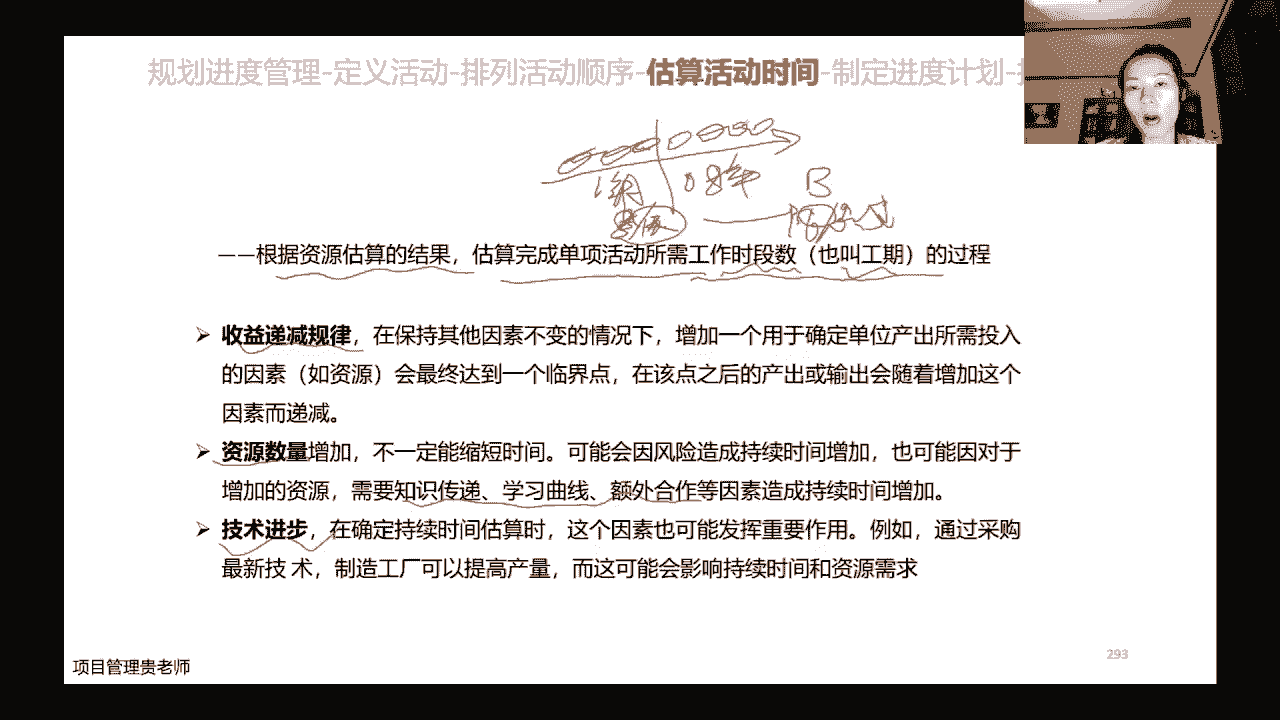 规划进度管理-定义活动-排列活动顺序-估算活动时间-制定进度计划-
B
——根据资源估算的结果，估算完成单项活动所需工作时段数（也叫工期）的过程
➢ 收益递减规律，在保持其他因素不变的情况下，增加一个用于确定单位产出所需投入
的因素（如资源）会最终达到一个临界点，在该点之后的产出或输出会随着增加这个
因素而递减。
➢ 资源数量增加，不一定能缩短时间。可能会因风险造成持续时间增加，也可能因对于
增加的资源，需要知识传递、学习曲线、额外合作等因素造成持续时间增加。
➢ 技术进步，在确定持续时间估算时，这个因素也可能发挥重要作用。例如，通过采购
最新技 术，制造工厂可以提高产量，而这可能会影响持续时间和资源需求
293
项目管理贵老师